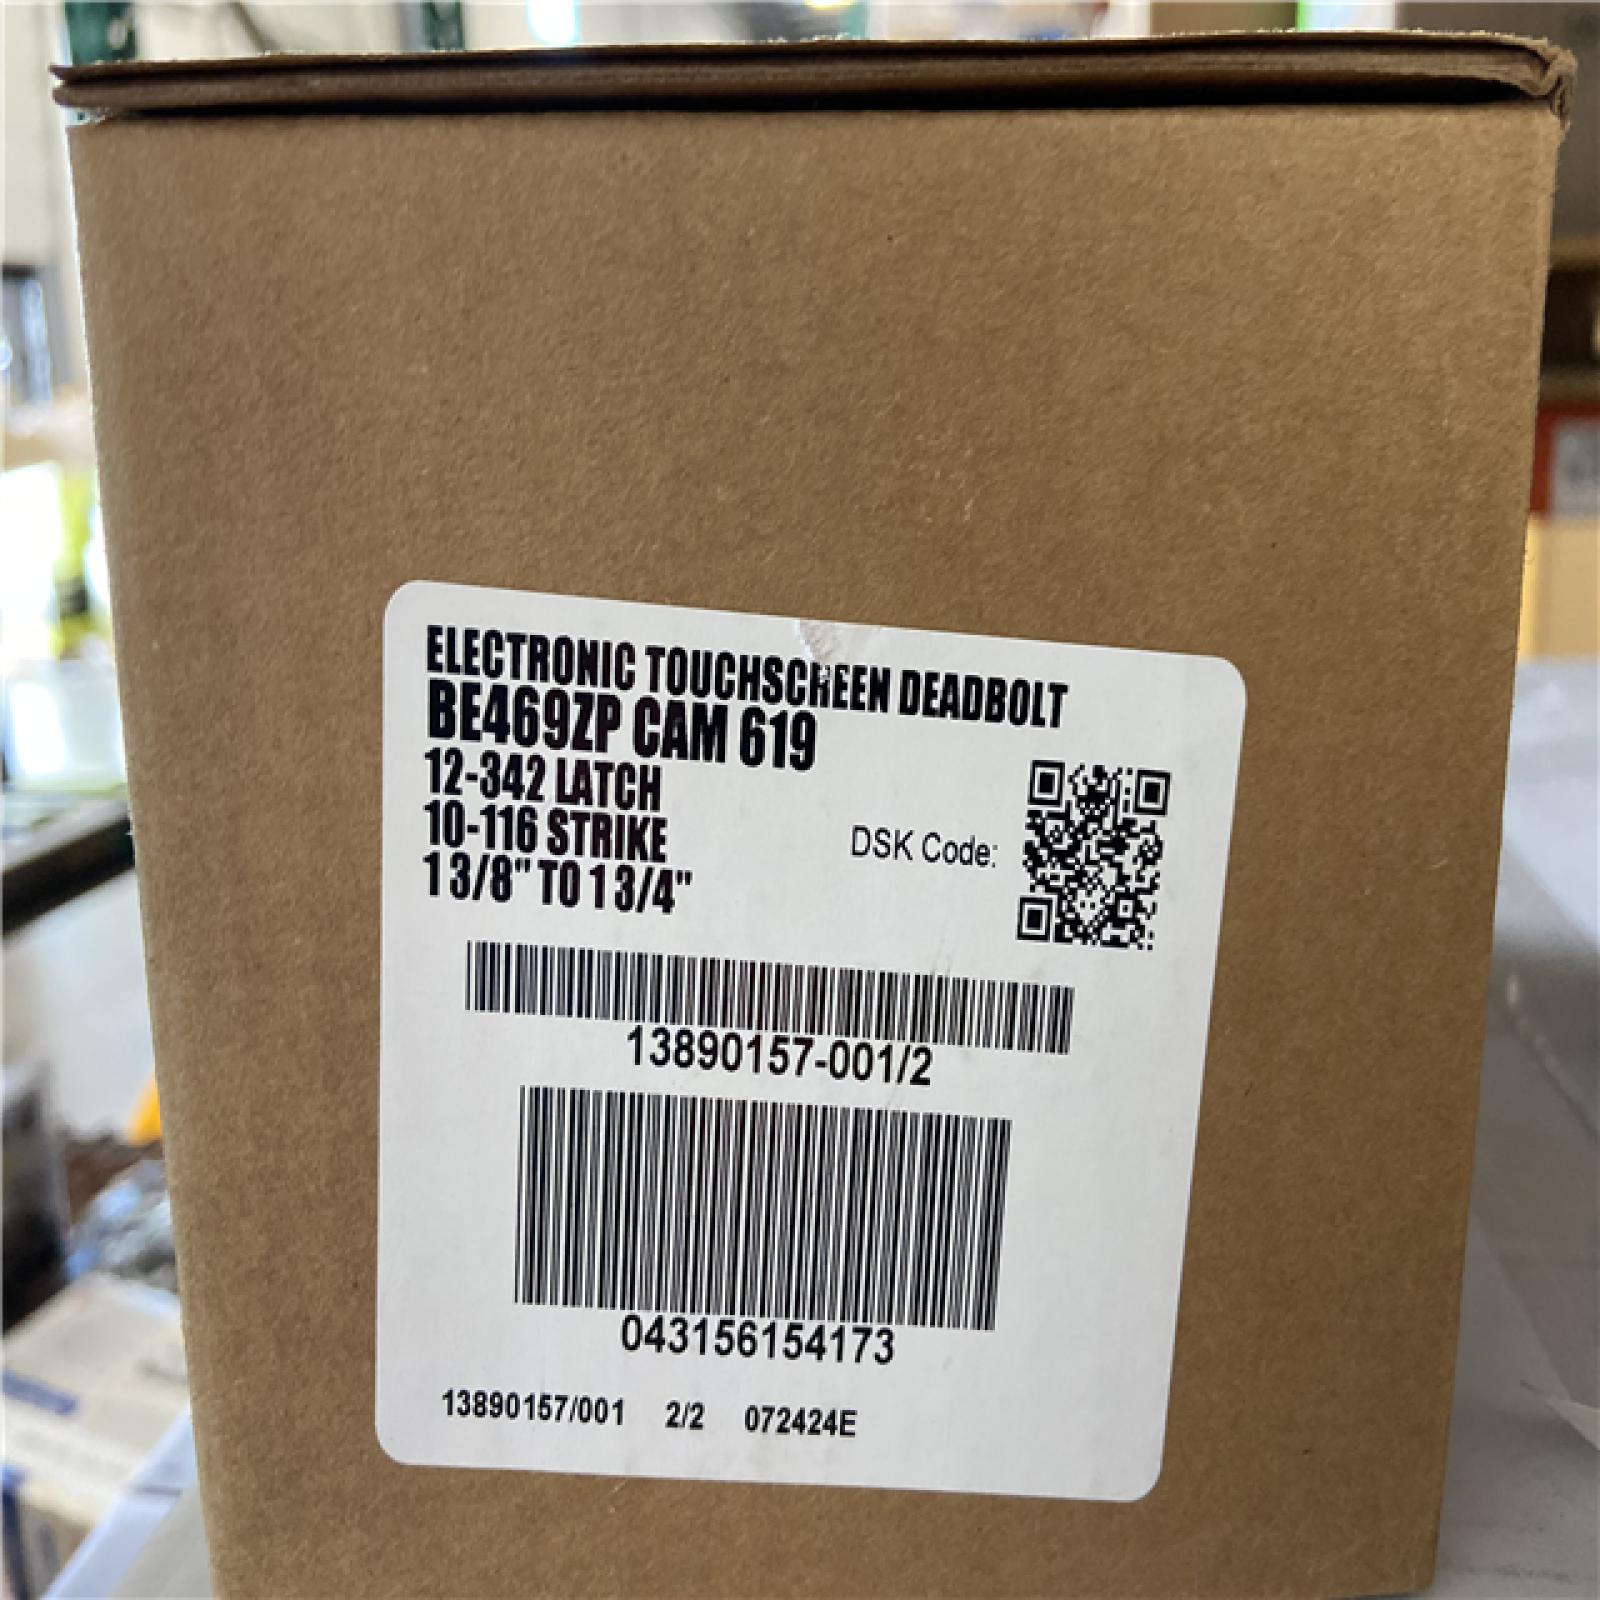 ELECTRONIC TOUCHSCREEN DEADBOLT
BE469ZP CAM 619
12-342 LATCH
10-116 STRIKE
1 3/8" TO 1 3/4"
DSK Code:
13890157-001/2
043156154173
13890157/001 2/2 072424E